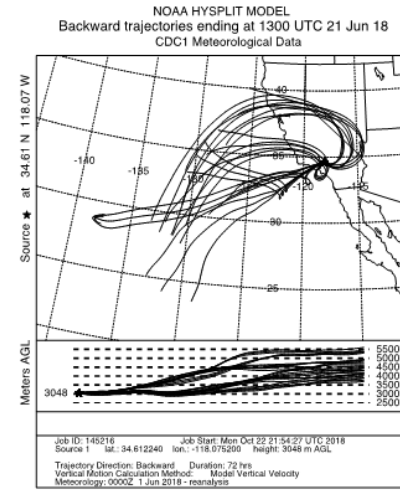 NOAA HYSPLIT MODEL
Backward trajectories ending at 1300 UTC 21 Jun 18
CDC1 Meteorological Data
Source ★ at 34.61 N 118.07 W
40
-140
-135
35
-130
-120
-115
30
25
Meters AGL
3048
5500
5000
4500
4000
3500
3000
2500
Job ID: 145216 Job Start: Mon Oct 22 21:54:27 UTC 2018
Source 1 lat.: 34.612240 lon.: -118.075200 height: 3048 m AGL
Trajectory Direction: Backward Duration: 72 hrs
Vertical Motion Calculation Method: Model Vertical Velocity
Meteorology: 0000Z 1 Jun 2018 - reanalysis